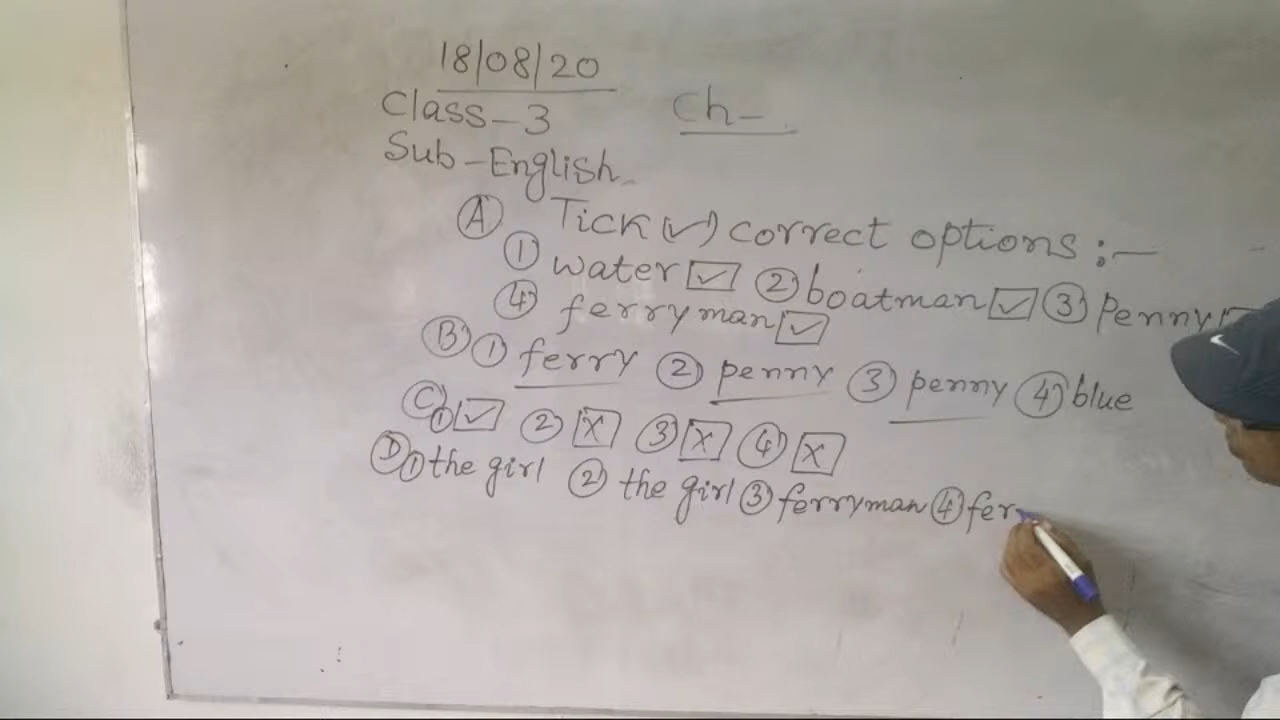 18/08/20
Class-3 Ch-
Sub-English
Ⓐ Tick (✓) correct options :-
① water ☑ ② boatman ☑ ③ Penny
④ ferryman ☑
Ⓑ ① ferry ② penny ③ penny ④ blue
Ⓒ ① ☑ ② ☒ ③ ☒ ④ ☒
Ⓓ ① the girl ② the girl ③ ferryman ④ fer